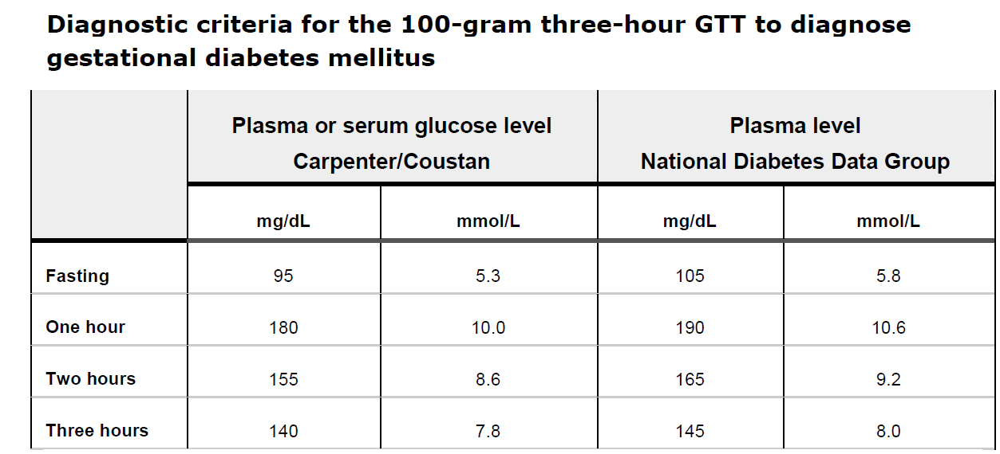 Diagnostic criteria for the 100-gram three-hour GTT to diagnose
gestational diabetes mellitus
Plasma or serum glucose level Plasma level
Carpenter/Coustan National Diabetes Data Group
mg/dL mmol/L mg/dL mmol/L
Fasting 95 5.3 105 5.8
One hour 180 10.0 190 10.6
Two hours 155 8.6 165 9.2
Three hours 140 7.8 145 8.0